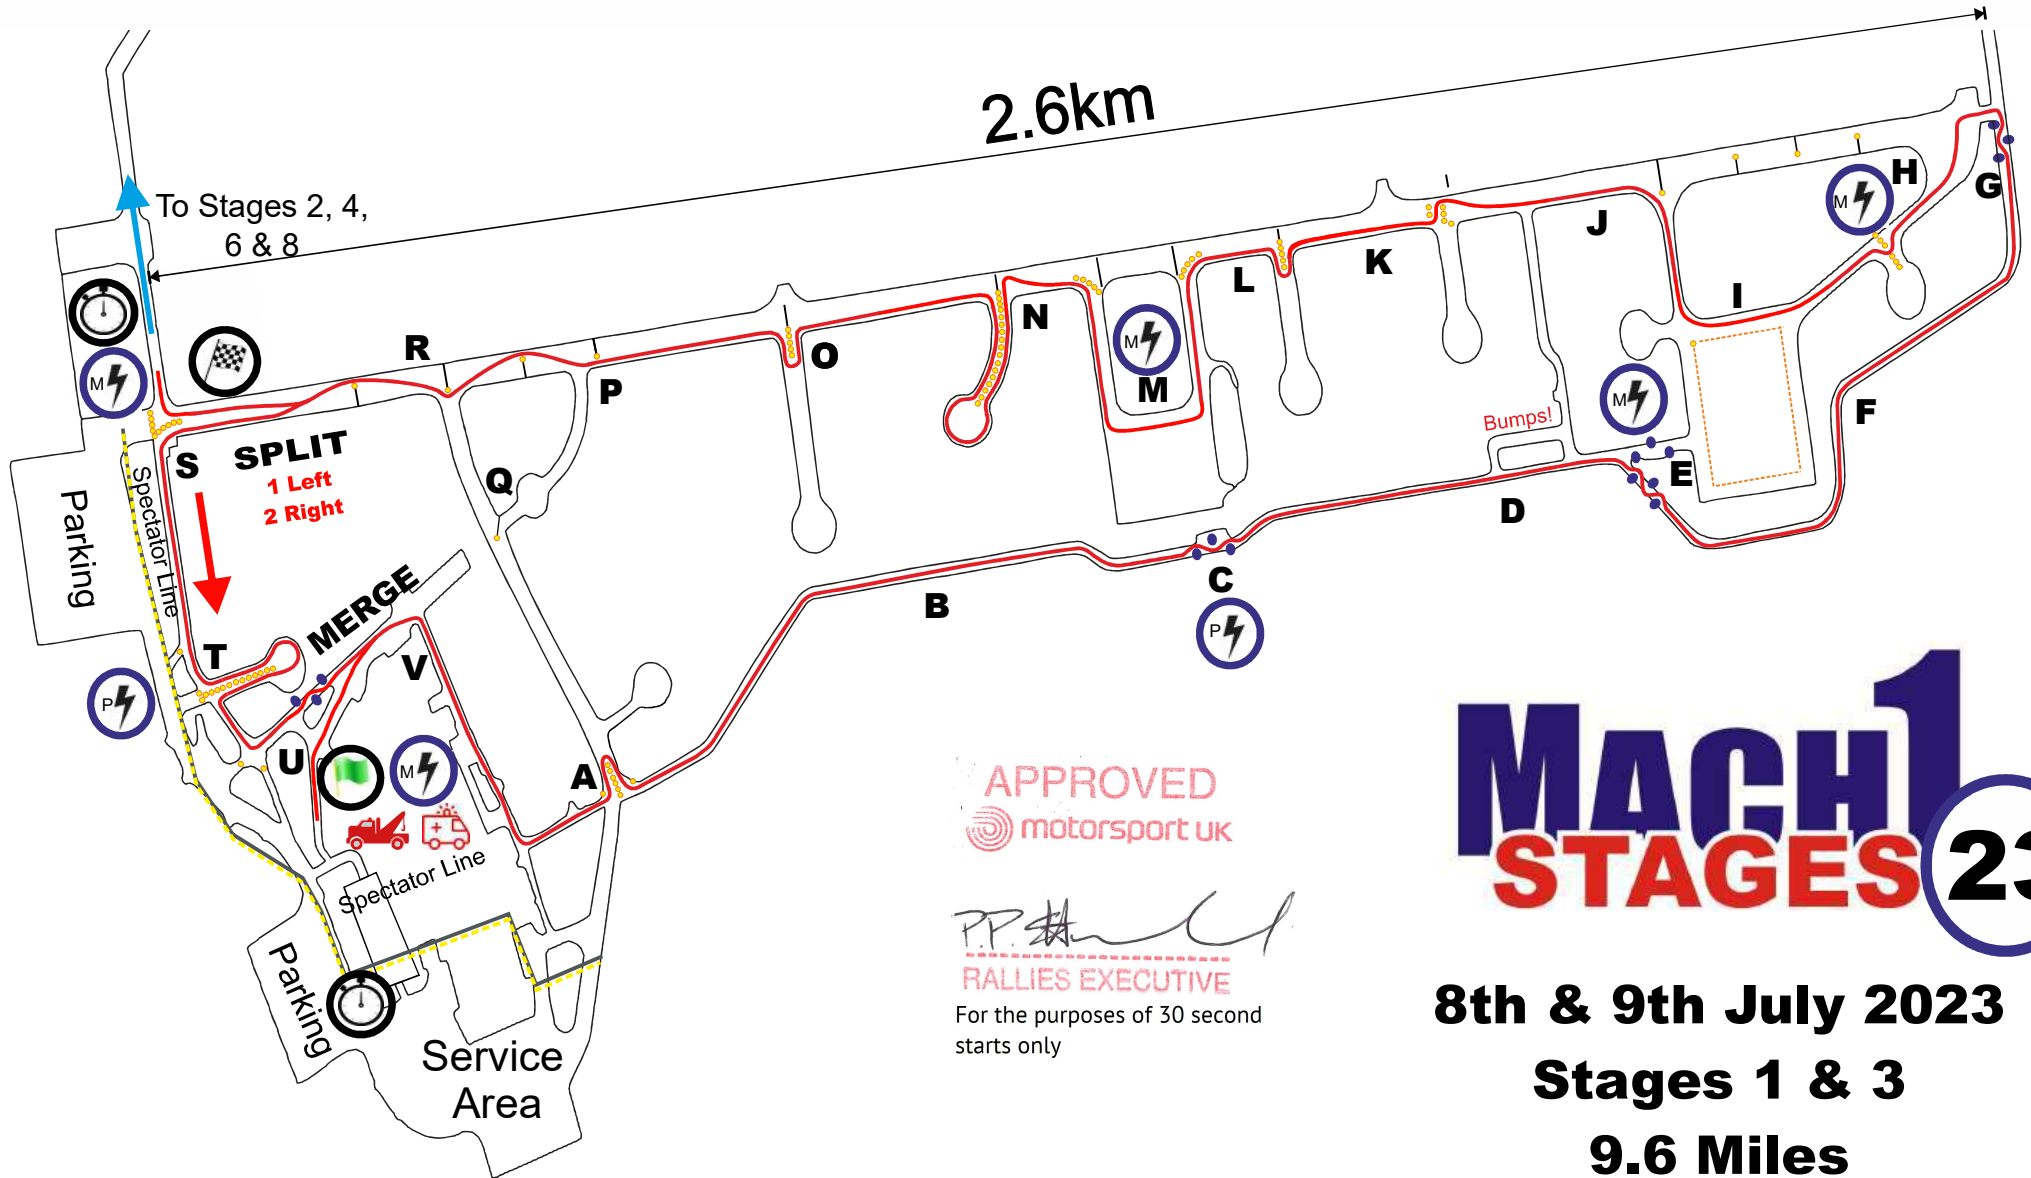 2.6km
To Stages 2, 4,
6 & 8
H
G
J
K
L
I
N
M
O
R
P
M
M
M
M
Bumps!
F
E
D
S
SPLIT
1 Left
2 Right
Q
Spectator Line
Parking
MERGE
C
B
P
T
V
P
U
M
A
Spectator Line
Parking
Service
Area
APPROVED
motorsport UK
P.P.
RALLIES EXECUTIVE
For the purposes of 30 second
starts only
MACH 1
STAGES
23
8th & 9th July 2023
Stages 1 & 3
9.6 Miles